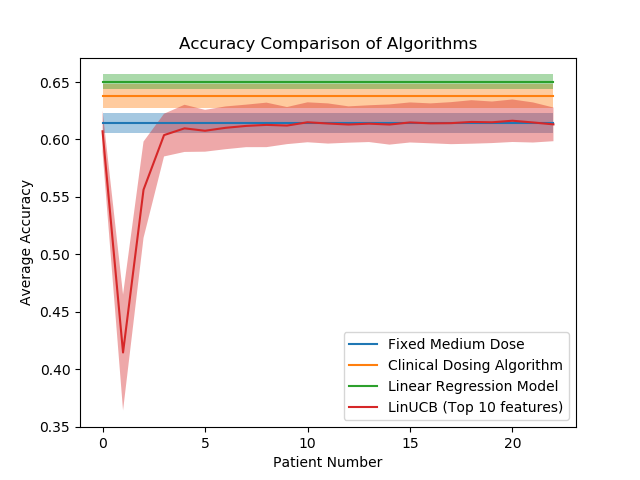 Accuracy Comparison of Algorithms
Average Accuracy
0.65
0.60
0.55
0.50
0.45
0.40
0.35
Fixed Medium Dose
Clinical Dosing Algorithm
Linear Regression Model
LinUCB (Top 10 features)
0 5 10 15 20
Patient Number